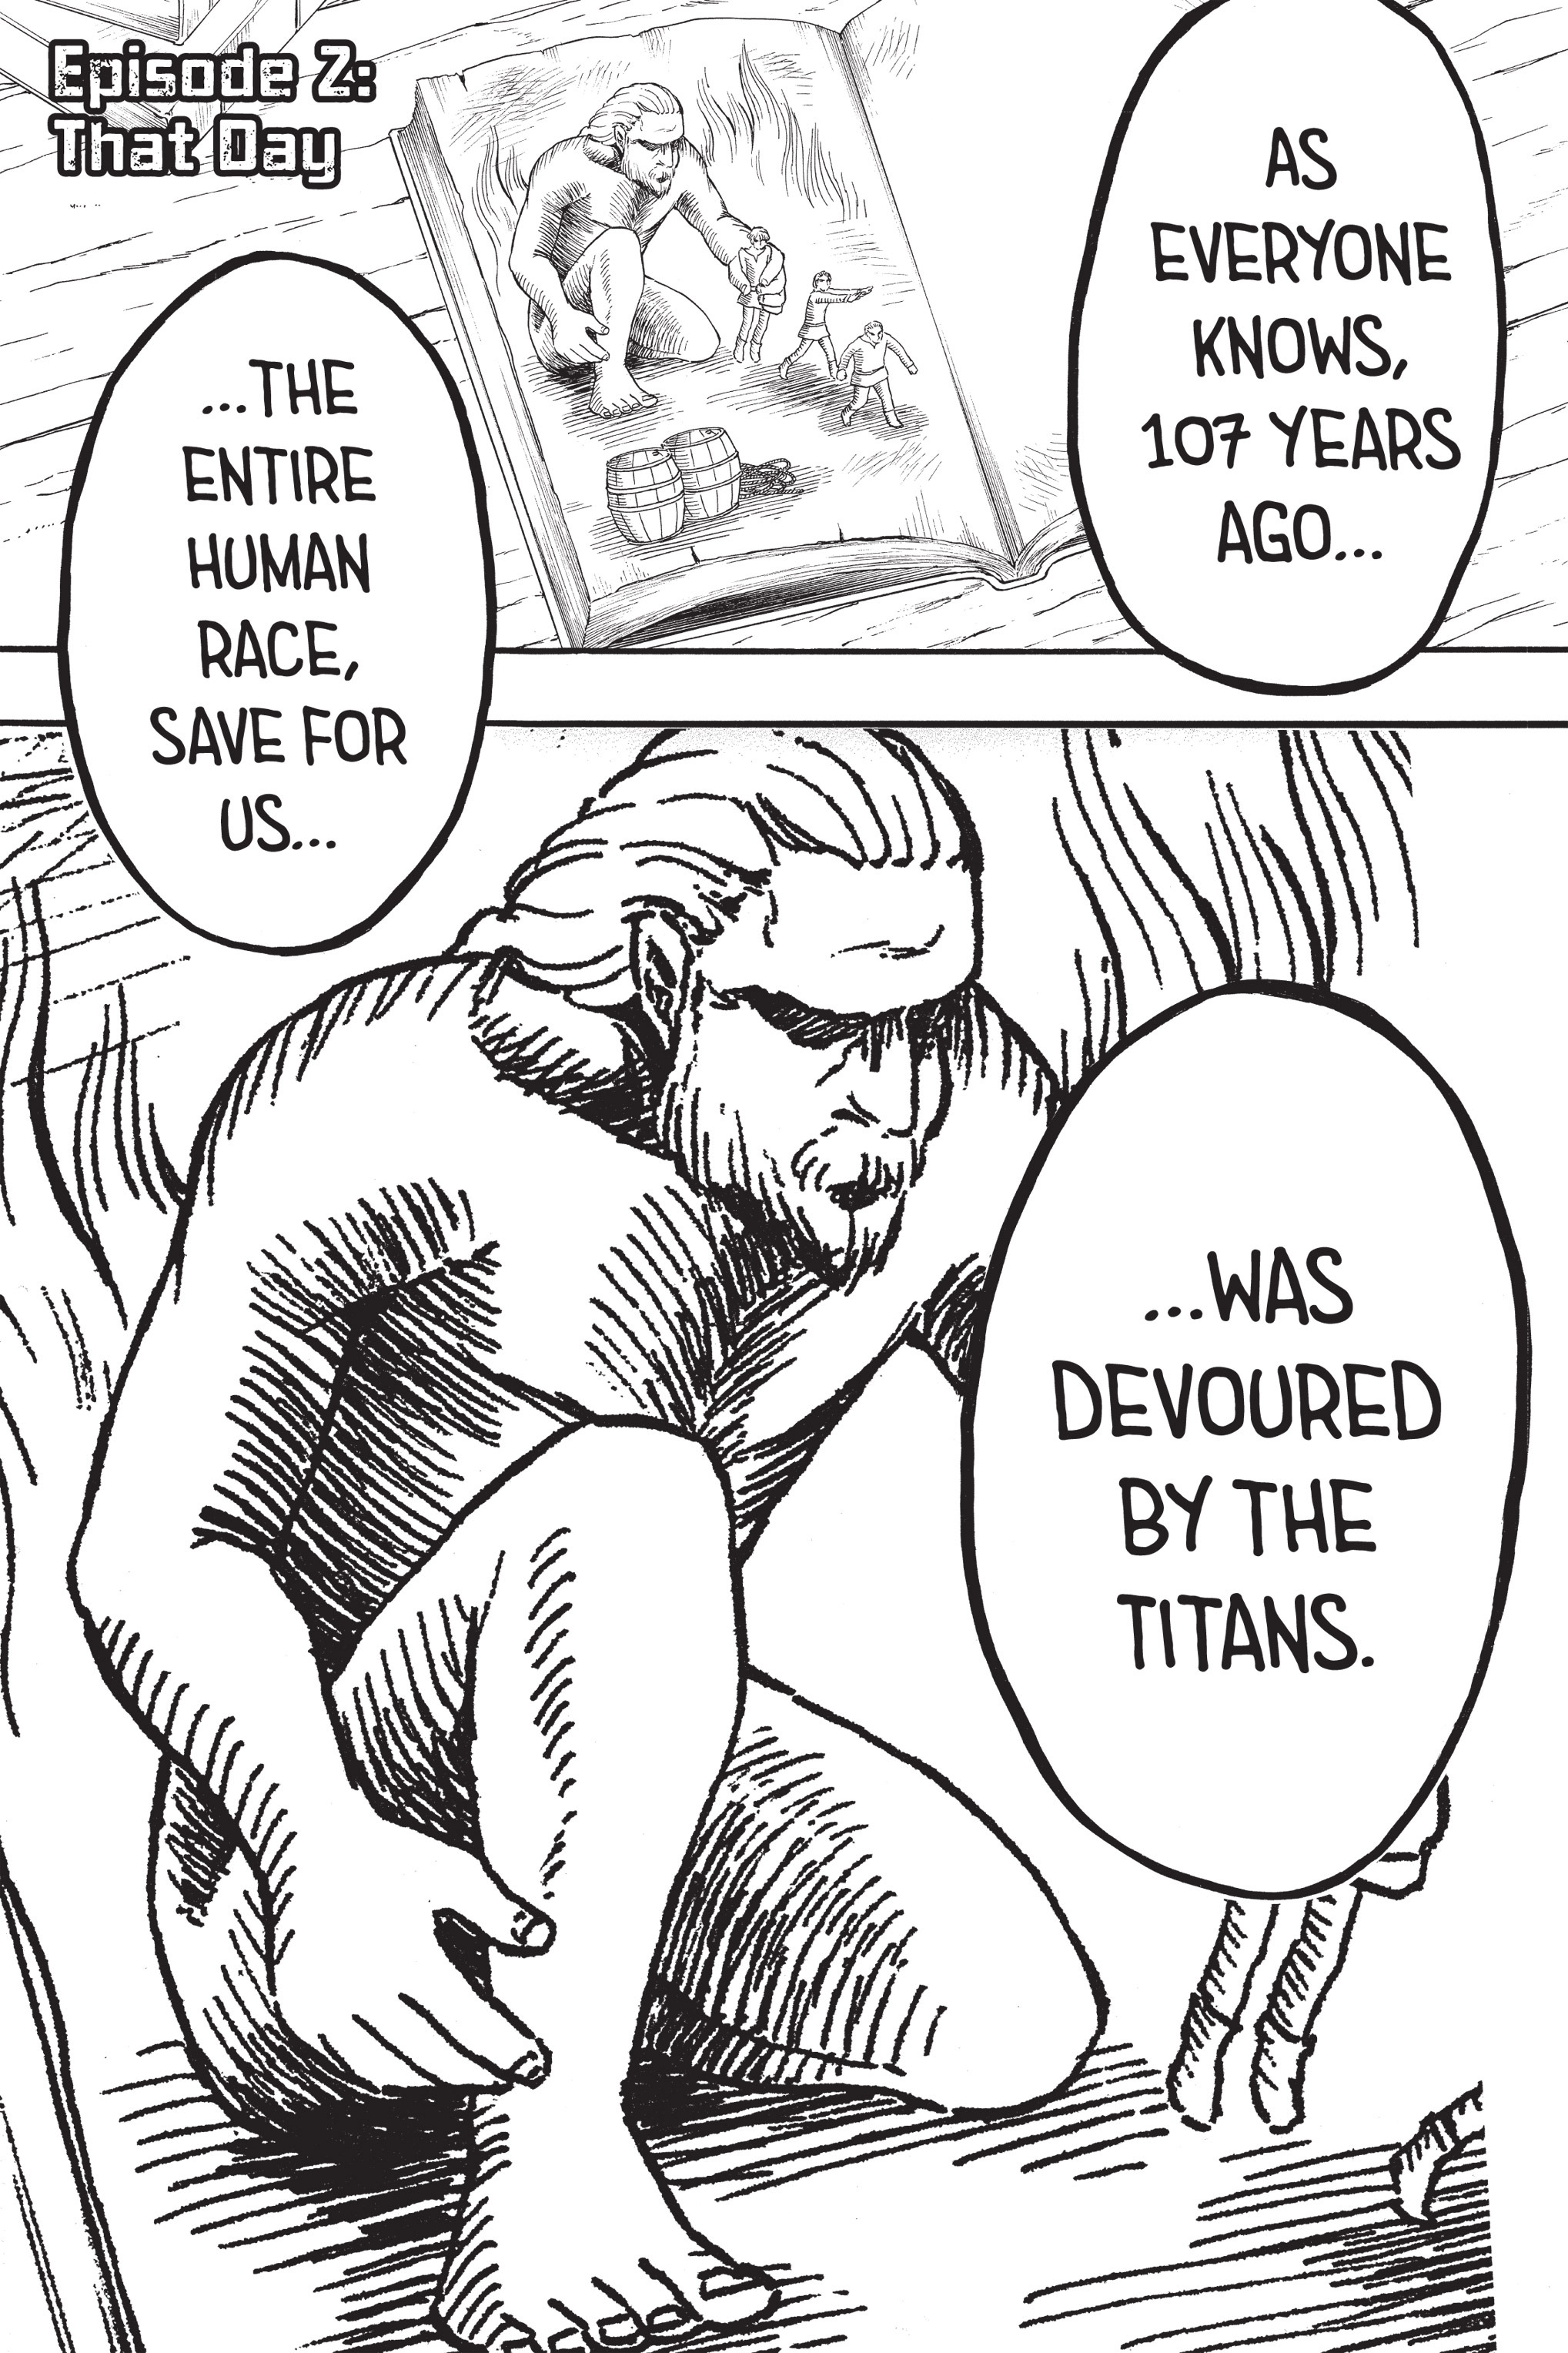 Episode 2:
That Day
AS
EVERYONE
KNOWS,
107 YEARS
AGO...
...THE
ENTIRE
HUMAN
RACE,
SAVE FOR
US...
...WAS
DEVOURED
BY THE
TITANS.